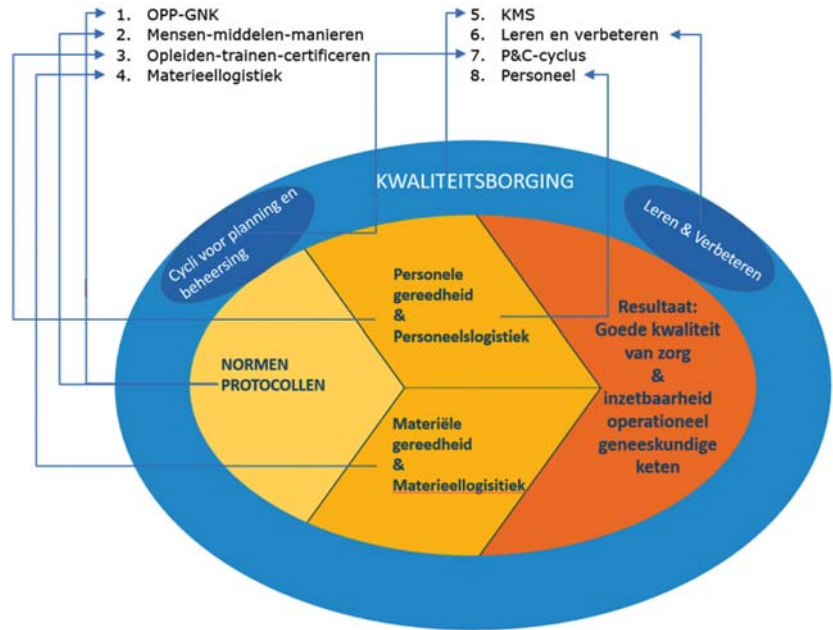 1. OPP-GNK
2. Mensen-middelen-manieren
3. Opleiden-trainen-certificeren
4. Materieellogistiek
5. KMS
6. Leren en verbeteren
7. P&C-cyclus
8. Personeel
KWALITEITSBORGING
Cycli voor planning en
beheersing
Leren & Verbeteren
Personele
gereedheid
&
Personeelslogistiek
NORMEN
PROTOCOLLEN
Materiële
gereedheid
&
Materieellogisitiek
Resultaat:
Goede kwaliteit
van zorg
&
inzetbaarheid
operationeel
geneeskundige
keten